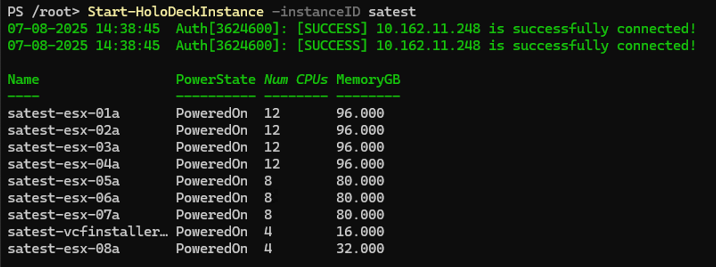 PS /root> Start-HoloDeckInstance -instanceID satest
07-08-2025 14:38:45  Auth[3624600]: [SUCCESS] 10.162.11.248 is successfully connected!
07-08-2025 14:38:45  Auth[3624600]: [SUCCESS] 10.162.11.248 is successfully connected!
Name                 PowerState Num CPUs MemoryGB
----                 ---------- -------- --------
satest-esx-01a       PoweredOn  12       96.000
satest-esx-02a       PoweredOn  12       96.000
satest-esx-03a       PoweredOn  12       96.000
satest-esx-04a       PoweredOn  12       96.000
satest-esx-05a       PoweredOn  8        80.000
satest-esx-06a       PoweredOn  8        80.000
satest-esx-07a       PoweredOn  8        80.000
satest-vcfinstaller… PoweredOn  4        16.000
satest-esx-08a       PoweredOn  4        32.000